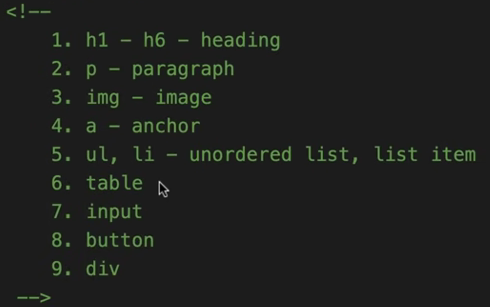 <!--
1. h1 - h6 - heading
2. p - paragraph
3. img - image
4. a - anchor
5. ul, li - unordered list, list item
6. table
7. input
8. button
9. div
-->